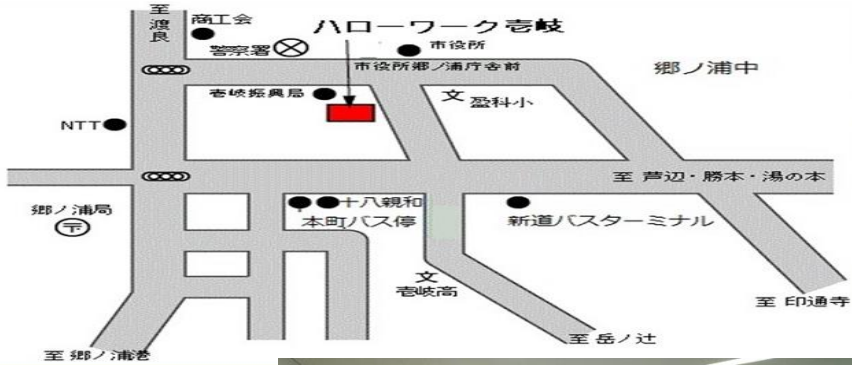 至渡良
商工会
ハローワーク壱岐
警察署
市役所
市役所郷ノ浦庁舎前
郷ノ浦中
壱岐振興局
文
盈科小
NTT
至 芦辺・勝本・湯の本
郷ノ浦局
〒
十八親和
本町バス停
新道バスターミナル
文
壱岐高
至 印通寺
至 岳ノ辻
至 郷ノ浦港